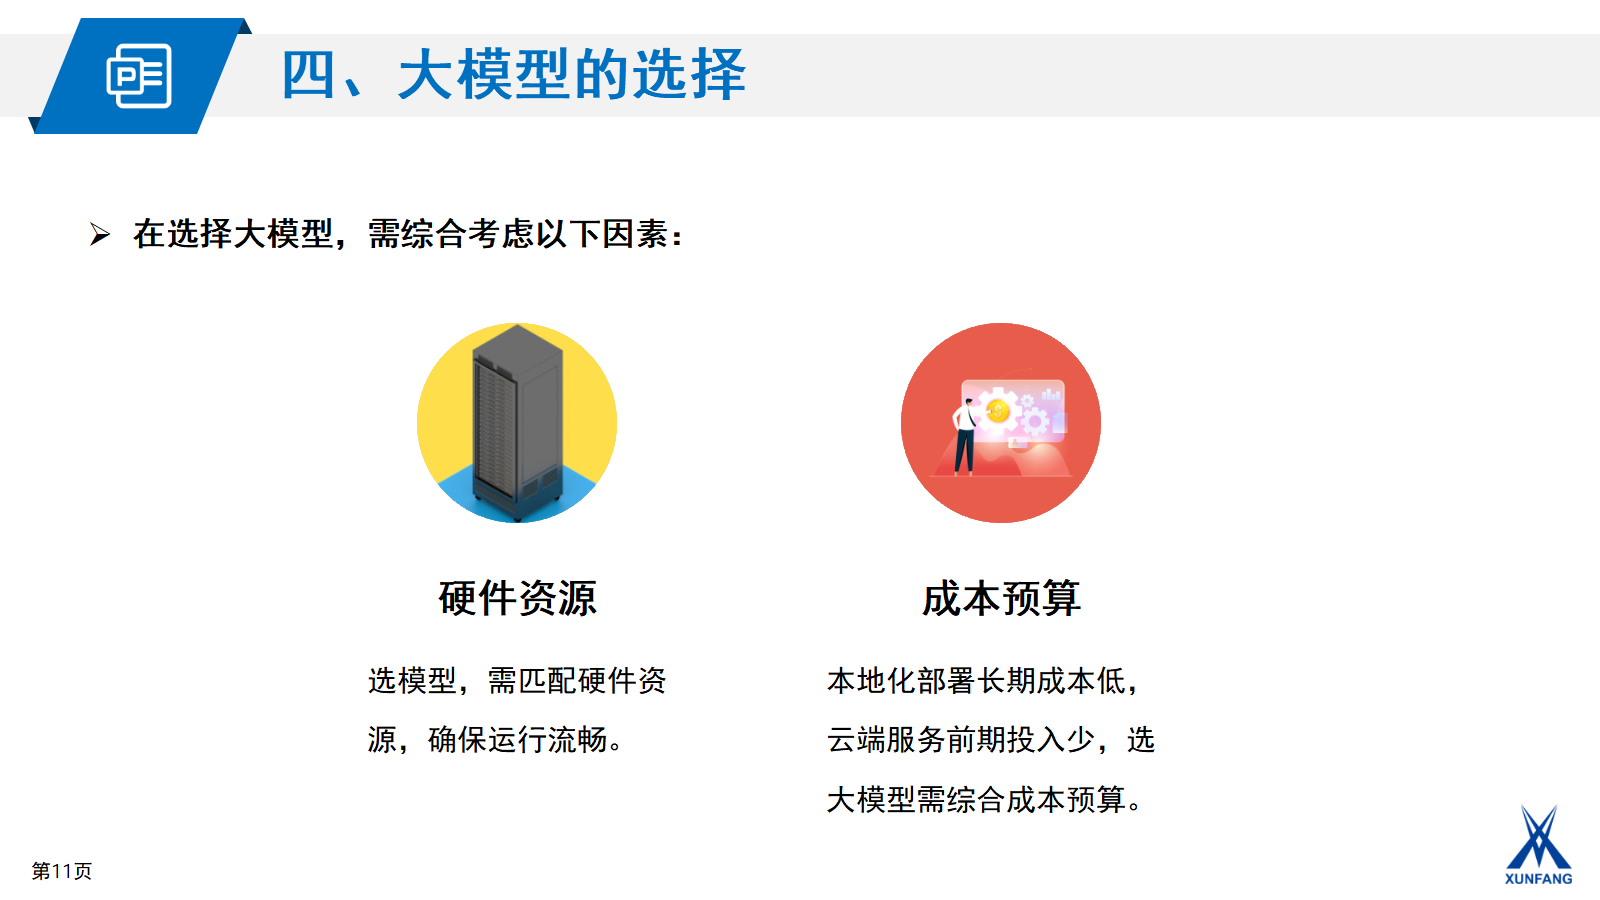 四、大模型的选择
在选择大模型，需综合考虑以下因素：
硬件资源
选模型，需匹配硬件资
源，确保运行流畅。
成本预算
本地化部署长期成本低，
云端服务前期投入少，选
大模型需综合成本预算。
第11页
XUNFANG